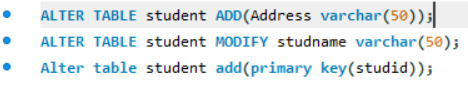 ALTER TABLE student ADD(Address varchar(50));
ALTER TABLE student MODIFY studname varchar(50);
Alter table student add(primary key(studid));